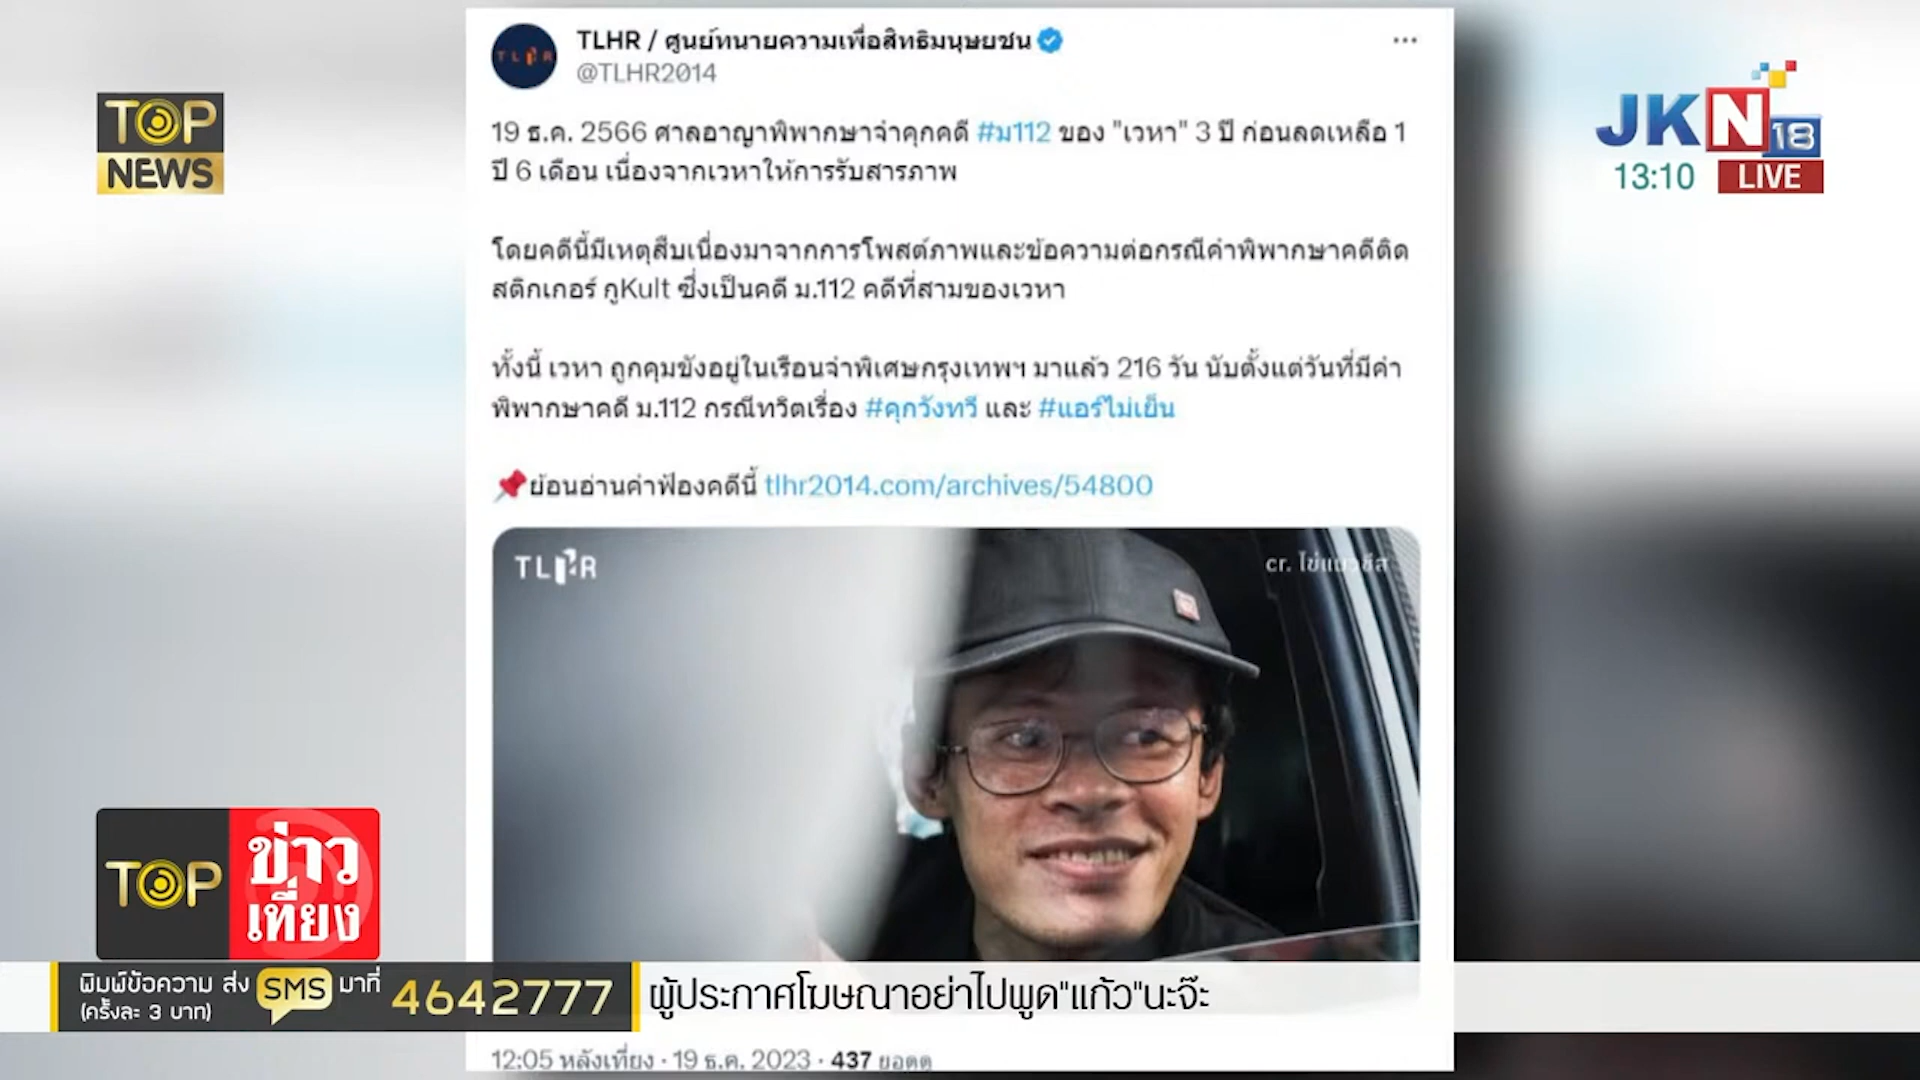 TLHR / ศูนย์ทนายความเพื่อสิทธิมนุษยชน
@TLHR2014
TOP
NEWS
JKN18
13:10 LIVE
19 ธ.ค. 2566 ศาลอาญาพิพากษาจำคุกคดี #ม112 ของ "เวหา" 3 ปี ก่อนลดเหลือ 1
ปี 6 เดือน เนื่องจากเวหาให้การรับสารภาพ
โดยคดีนี้มีเหตุสืบเนื่องมาจากการโพสต์ภาพและข้อความต่อกรณีคำพิพากษาคดีติด
สติกเกอร์ กูKult ซึ่งเป็นคดี ม.112 คดีที่สามของเวหา
ทั้งนี้ เวหา ถูกคุมขังอยู่ในเรือนจำพิเศษกรุงเทพฯ มาแล้ว 216 วัน นับตั้งแต่วันที่มีคำ
พิพากษาคดี ม.112 กรณีทวิตเรื่อง #คุกวังทวี และ #แอร์ไม่เย็น
ย้อนอ่านคำฟ้องคดีนี้ tlhr2014.com/archives/54800
TLHR
cr. ไข่แมวชีส
TOP
ข่าว
เที่ยง
พิมพ์ข้อความ ส่ง SMS มาที่ 4642777
(ครั้งละ 3 บาท)
ผู้ประกาศโฆษณาอย่าไปพูด"แก้ว"นะจ๊ะ
12:05 หลังเที่ยง · 19 ธ.ค. 2023 · 437 ยอดดู